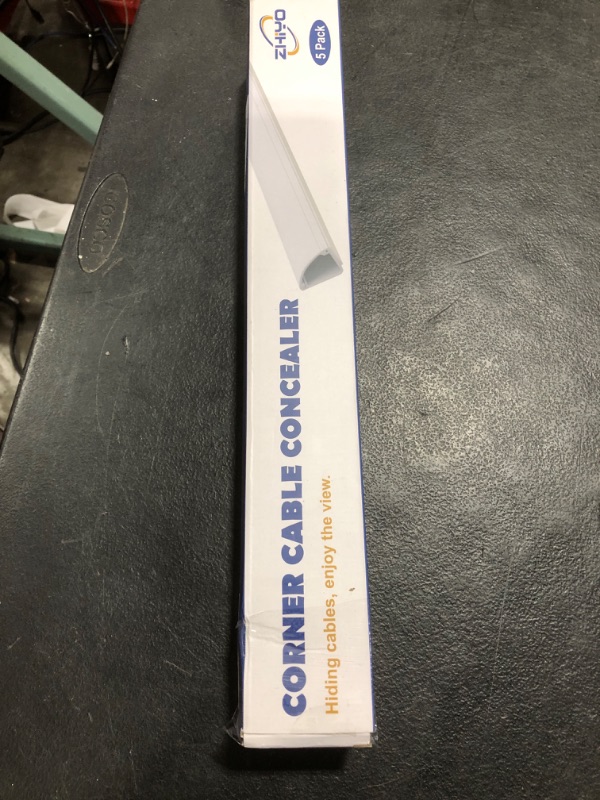 ZHIYO
5 Pack
CORNER CABLE CONCEALER
Hiding cables, enjoy the view.